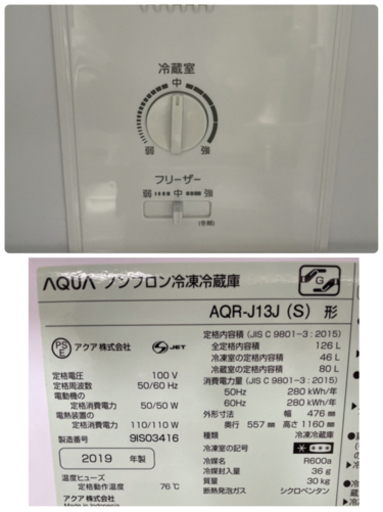 冷蔵室
中
弱
強
フリーザー
弱 中 強
(冬期)
AQUA ノンフロン冷凍冷蔵庫
AQR-J13J (S) 形
PS E アクア株式会社 JET
定格電圧 100 V
定格周波数 50/60 Hz
電動機の
定格消費電力 50/50 W
電熱装置の
定格消費電力 110/110 W
製造番号 9IS03416
2019 年製
温度ヒューズ
定格動作温度 76℃
アクア株式会社
Made in Indonesia
定格内容積 (JIS C 9801-3 : 2015)
全定格内容積 126 L
冷凍室の定格内容積 46 L
冷蔵室の定格内容積 80 L
消費電力量 (JIS C 9801-3 : 2015)
50Hz 280 kWh/年
60Hz 280 kWh/年
外形寸法 幅 476 ㎜
奥行 557 ㎜ 高さ 1160 ㎜
種類 冷凍冷蔵庫
冷凍室の記号
冷媒名 R600a
冷媒封入量 36 g
質量 30 kg
断熱発泡ガス シクロペンタン
G